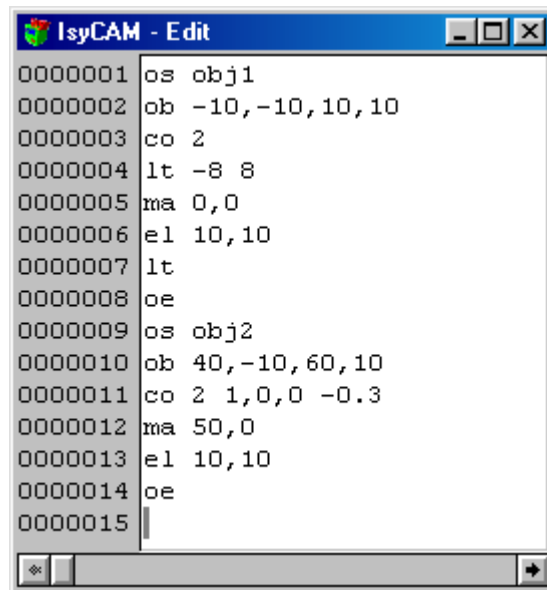 IsyCAM - Edit
0000001 os obj1
0000002 ob -10,-10,10,10
0000003 co 2
0000004 lt -8 8
0000005 ma 0,0
0000006 el 10,10
0000007 lt
0000008 oe
0000009 os obj2
0000010 ob 40,-10,60,10
0000011 co 2 1,0,0 -0.3
0000012 ma 50,0
0000013 el 10,10
0000014 oe
0000015